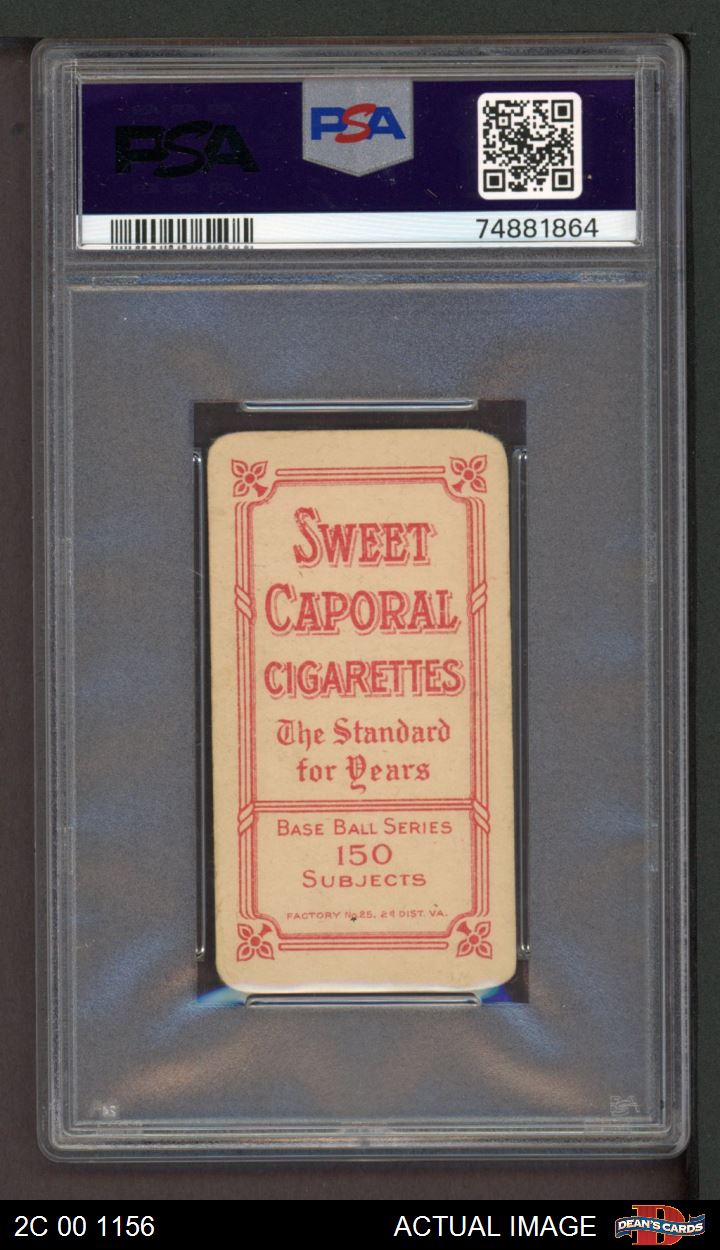 PSA
PSA
74881864
SWEET
CAPORAL
CIGARETTES
The Standard
for Years
BASE BALL SERIES
150
SUBJECTS
FACTORY No 25, 2d DIST. VA.
PSA
2C 00 1156
ACTUAL IMAGE
D
DEAN'S CARDS